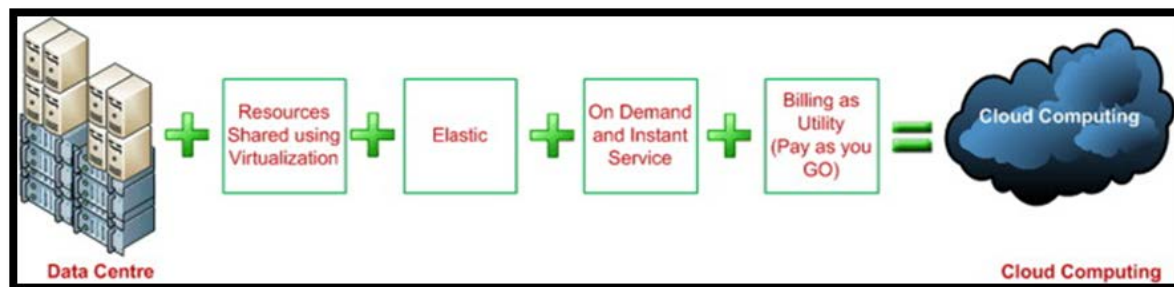 Resources
Shared using
Virtualization
Elastic
On Demand
and Instant
Service
Billing as
Utility
(Pay as you
GO)
Cloud Computing
Data Centre
Cloud Computing